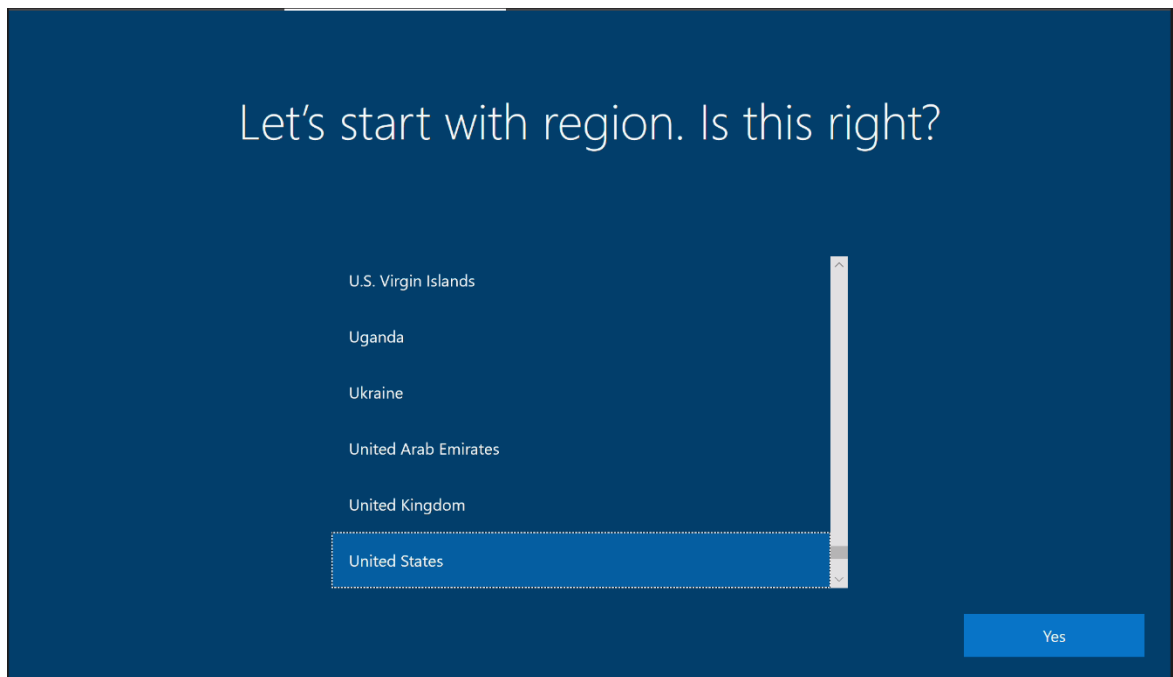 Let's start with region. Is this right?
U.S. Virgin Islands
Uganda
Ukraine
United Arab Emirates
United Kingdom
United States
Yes